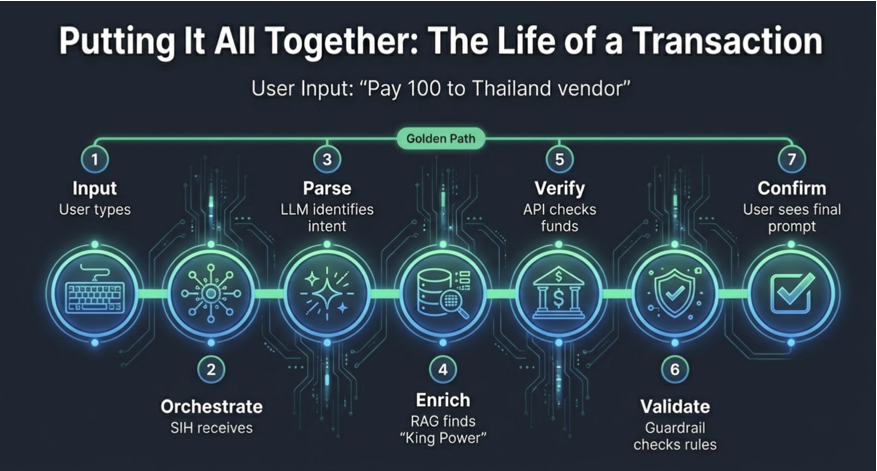 Putting It All Together: The Life of a Transaction
User Input: “Pay 100 to Thailand vendor”
Golden Path
1
Input
User types
2
Orchestrate
SIH receives
3
Parse
LLM identifies
intent
4
Enrich
RAG finds
“King Power”
5
Verify
API checks
funds
6
Validate
Guardrail
checks rules
7
Confirm
User sees final
prompt
$
$